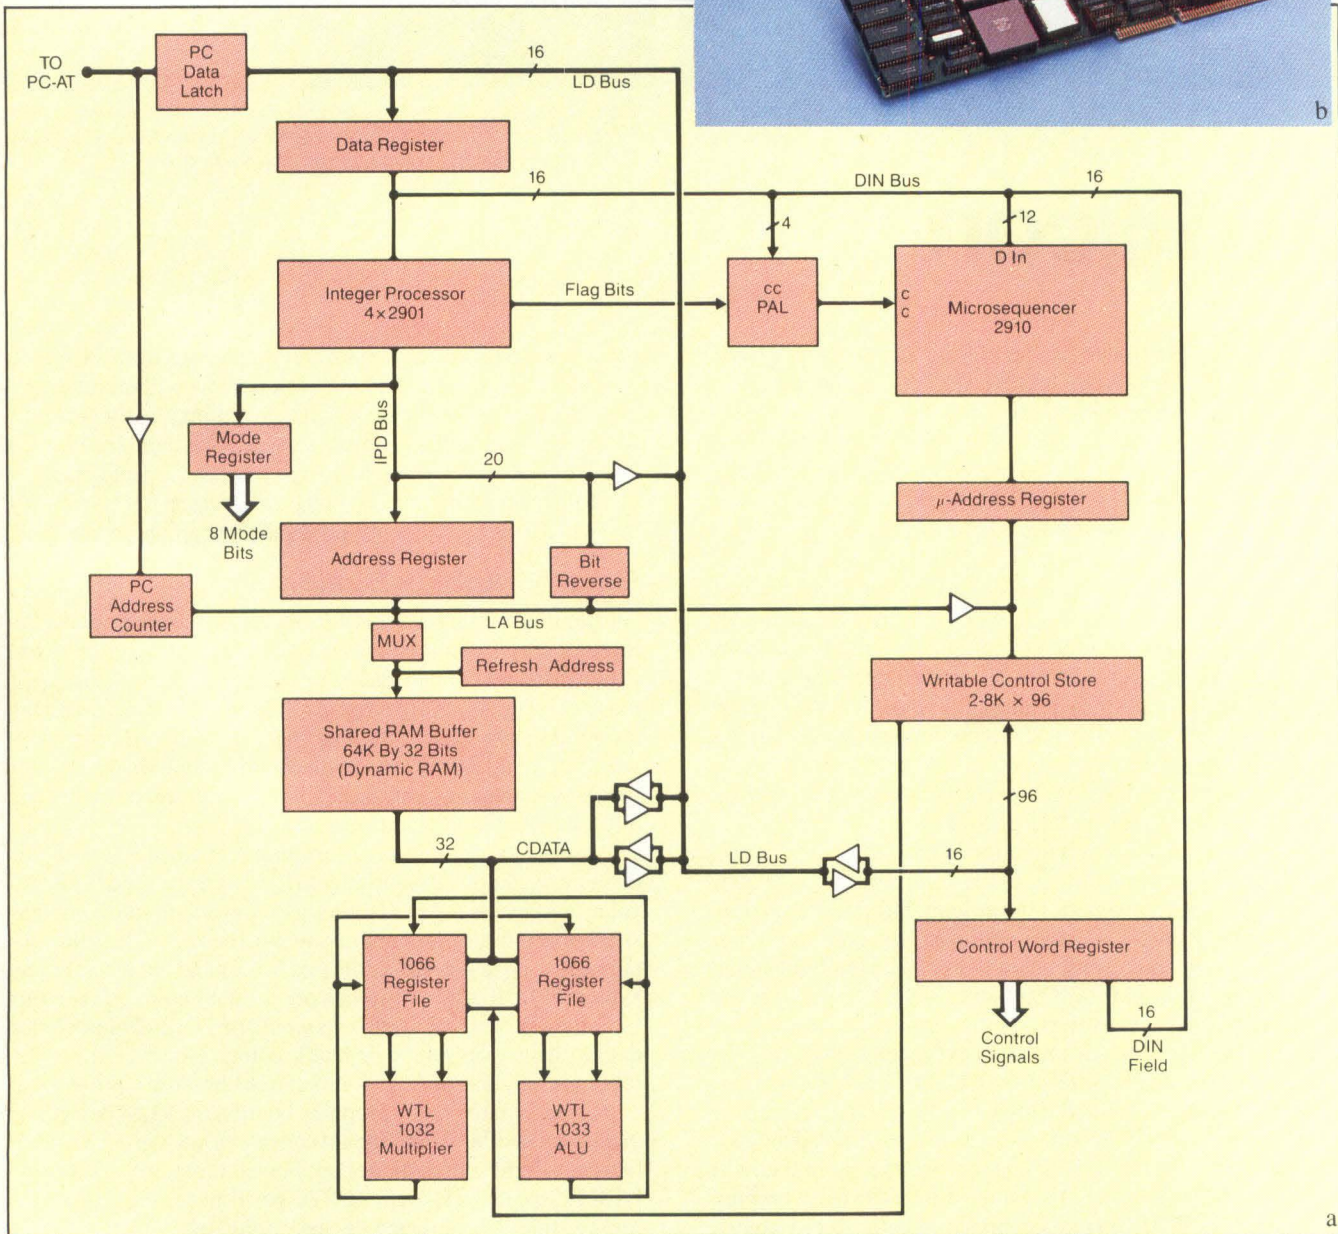 b
TO
PC-AT
PC
Data
Latch
16
LD Bus
Data Register
16
DIN Bus
16
4
12
Integer Processor
4×2901
Flag Bits
cc
PAL
D In
c
c
Microsequencer
2910
IPD Bus
Mode
Register
8 Mode
Bits
20
μ-Address Register
Address Register
Bit
Reverse
PC
Address
Counter
LA Bus
MUX
Refresh Address
Writable Control Store
2-8K × 96
Shared RAM Buffer
64K By 32 Bits
(Dynamic RAM)
96
32
CDATA
LD Bus
16
Control Word Register
1066
Register
File
1066
Register
File
16
DIN
Field
Control
Signals
WTL
1032
Multiplier
WTL
1033
ALU
a